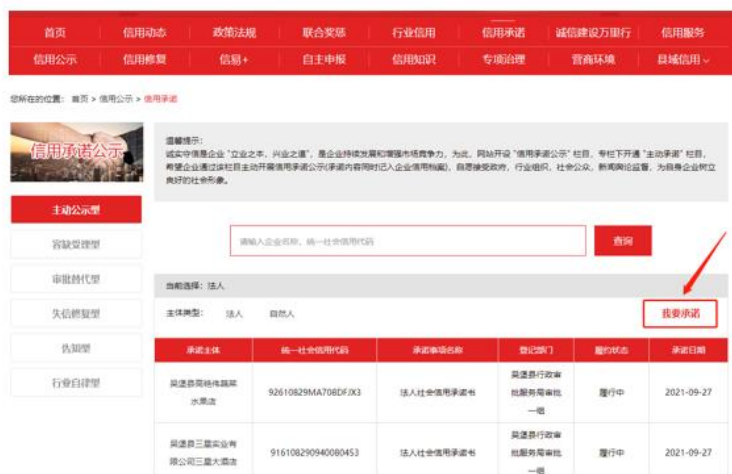 首页 信用动态 政策法规 联合奖惩 行业信用 信用承诺 诚信建设万里行 信用服务
信用公示 信用修复 信易+ 自主申报 信用知识 专项治理 营商环境 县域信用
您所在的位置： 首页 > 信用公示 > 信用承诺
信用承诺公示
温馨提示：
诚实守信是企业“立业之本，兴业之道”，是企业持续发展和增强市场竞争力，为此，网站开设“信用承诺公示”栏目，专栏下开通“主动承诺”栏目，
希望企业通过该栏目主动开展信用承诺公示(承诺内容同时记入企业信用档案)，自愿接受政府，行业组织，社会公众，新闻舆论监督，为自身企业树立
良好的社会形象。
主动公示型
容缺受理型
审批替代型
失信修复型
告知型
行业自律型
请输入企业名称、统一社会信用代码
查询
当前选择：法人
主体类型： 法人 自然人
我要承诺
承诺主体 统一社会信用代码 承诺事项名称 登记部门 履约状态 承诺日期
吴堡县
水果店
92610829MA708DFJX3 法人社会信用承诺书
吴堡县行政审
批服务局审批
一组
履行中 2021-09-27
吴堡县三星实业有
限公司三星大酒店
916108290940080453 法人社会信用承诺书
吴堡县行政审
批服务局审批
一组
履行中 2021-09-27